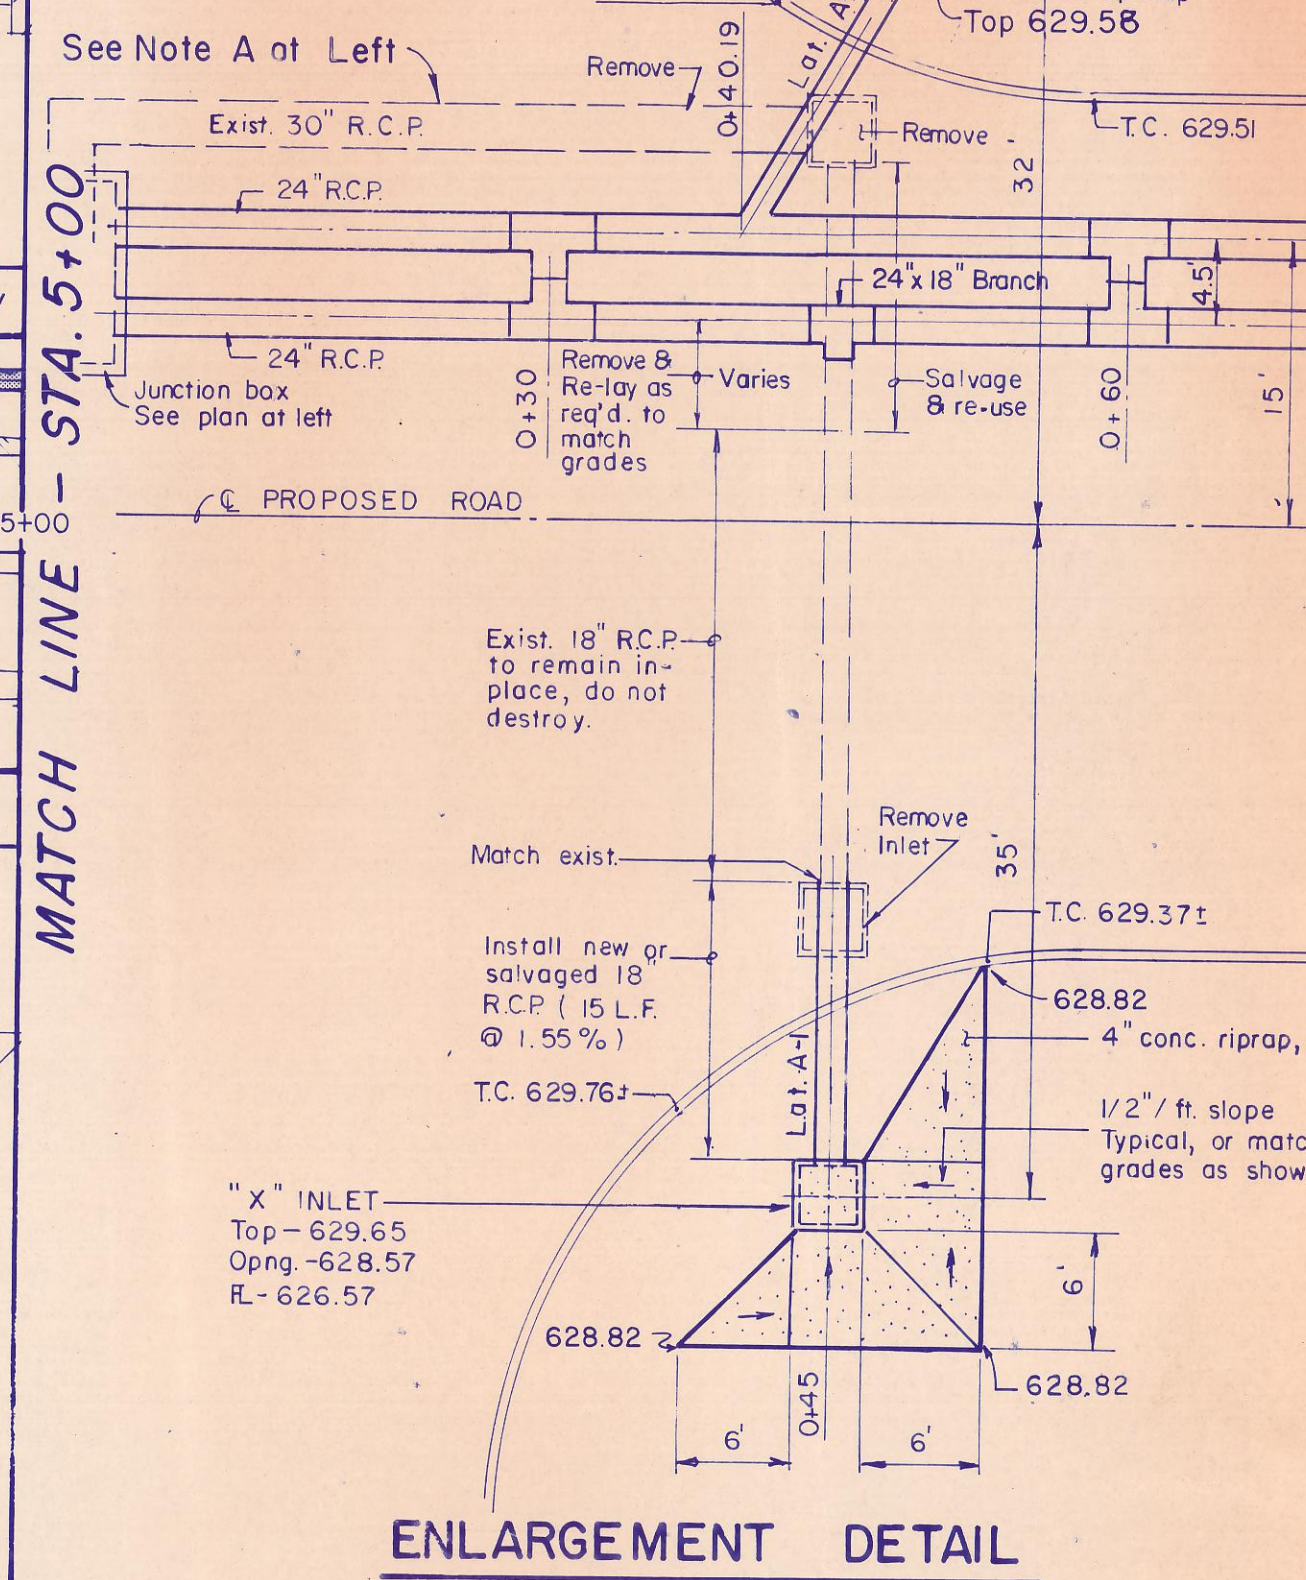 Top 629.58
See Note A at Left
Remove
0+40.19
Lat. A
Exist. 30" R.C.P.
Remove
T.C. 629.51
32
24" R.C.P.
24"x 18" Branch
4.5'
24" R.C.P.
Junction box
See plan at left
0+30
Remove &
Re-lay as
req'd. to
match
grades
Varies
Salvage
& re-use
0+60
15'
MATCH LINE - STA. 5+00
5+00
℄ PROPOSED ROAD
Exist. 18" R.C.P.
to remain in-
place, do not
destroy.
Remove
Inlet
35'
Match exist.
T.C. 629.37±
Install new or
salvaged 18"
R.C.P. ( 15 L.F.
@ 1.55% )
628.82
4" conc. riprap,
T.C. 629.76±
Lat. A-1
1/2"/ ft. slope
Typical, or matc
grades as show
"X" INLET
Top - 629.65
Opng. - 628.57
FL - 626.57
6'
628.82
628.82
0+45
6'
6'
ENLARGEMENT DETAIL